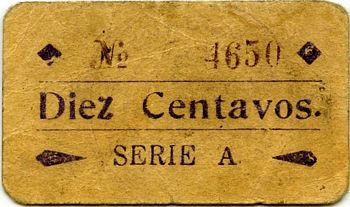 № 4650
Diez Centavos.
SERIE A